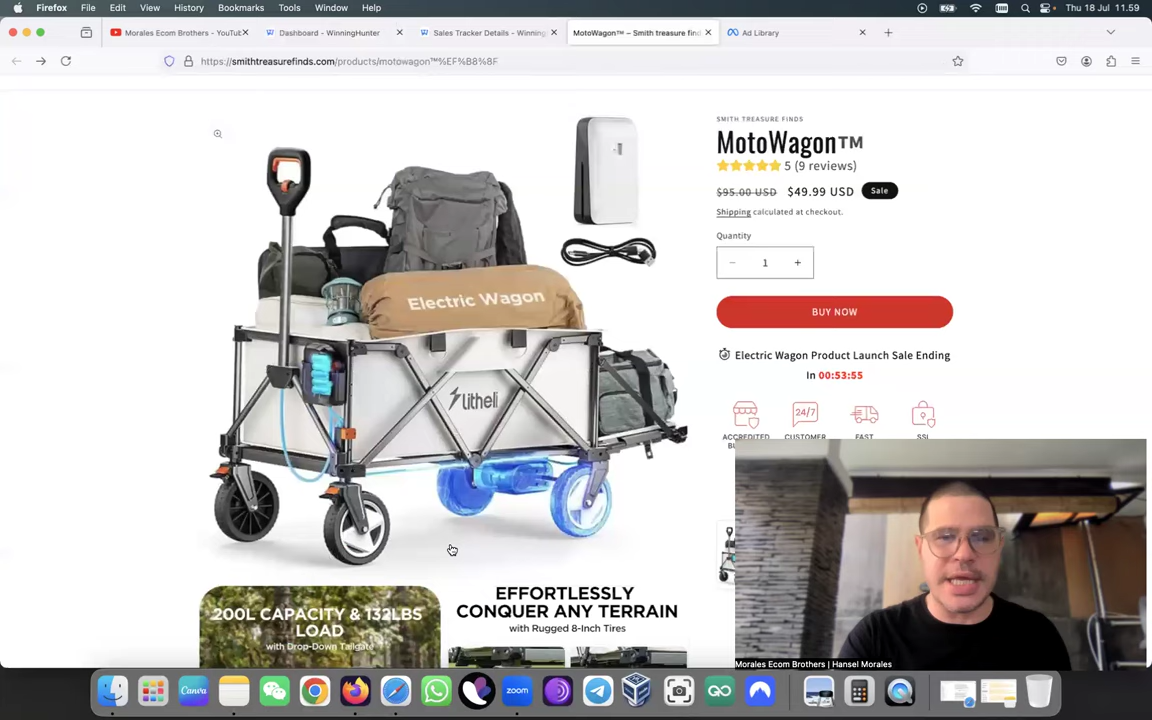 Firefox File Edit View History Bookmarks Tools Window Help
Thu 18 Jul 11.59
Morales Ecom Brothers - YouTu
Dashboard - WinningHunter
Sales Tracker Details - Winning
MotoWagon™ – Smith treasure find
Ad Library
https://smithtreasurefinds.com/products/motowagon™%EF%B8%8F
SMITH TREASURE FINDS
MotoWagon™
5 (9 reviews)
$95.00 USD $49.99 USD Sale
Shipping calculated at checkout.
Quantity
− 1 +
BUY NOW
Electric Wagon Product Launch Sale Ending
In 00:53:55
24/7
ACCREDITED CUSTOMER FAST SSL
Electric Wagon
Litheli
200L CAPACITY & 132LBS
LOAD
with Drop-Down Tailgate
EFFORTLESSLY
CONQUER ANY TERRAIN
with Rugged 8-Inch Tires
Morales Ecom Brothers | Hansel Morales
Canva
zoom